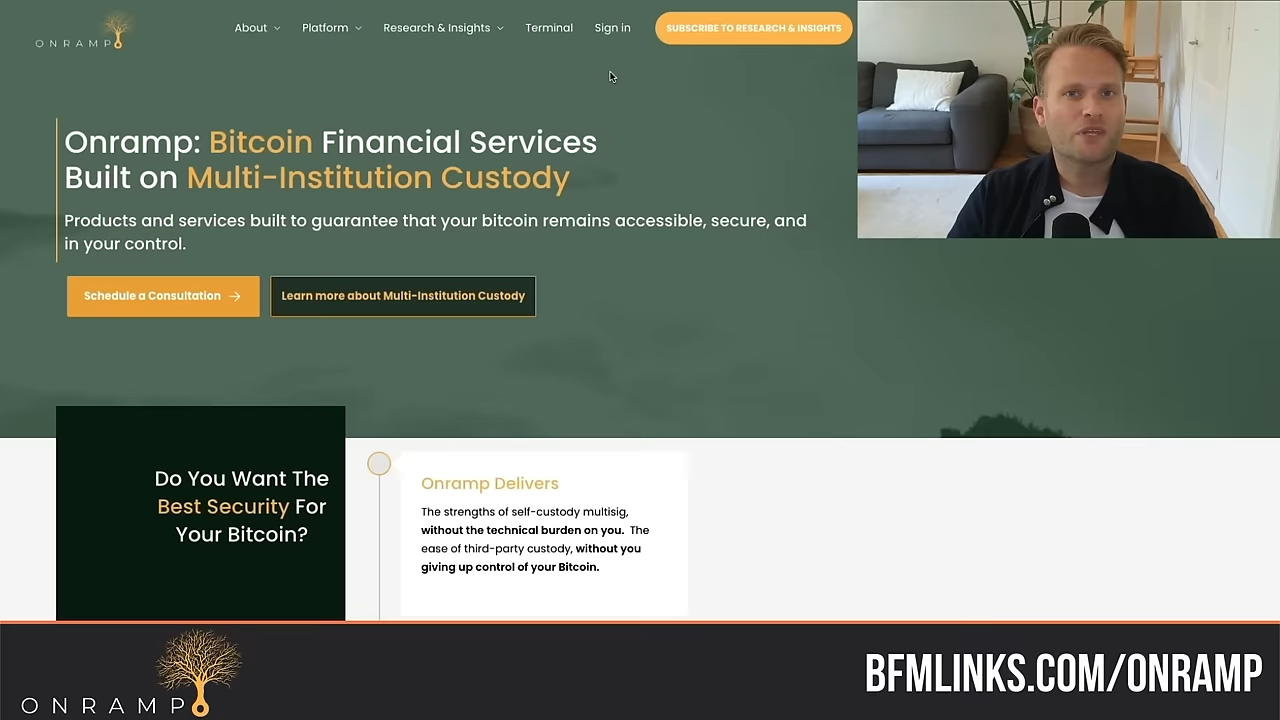 ONRAMP
About
Platform
Research & Insights
Terminal
Sign in
SUBSCRIBE TO RESEARCH & INSIGHTS
Onramp: Bitcoin Financial Services
Built on Multi-Institution Custody
Products and services built to guarantee that your bitcoin remains accessible, secure, and
in your control.
Schedule a Consultation
Learn more about Multi-Institution Custody
Do You Want The
Best Security For
Your Bitcoin?
Onramp Delivers
The strengths of self-custody multisig,
without the technical burden on you. The
ease of third-party custody, without you
giving up control of your Bitcoin.
ONRAMP
BFMLINKS.COM/ONRAMP